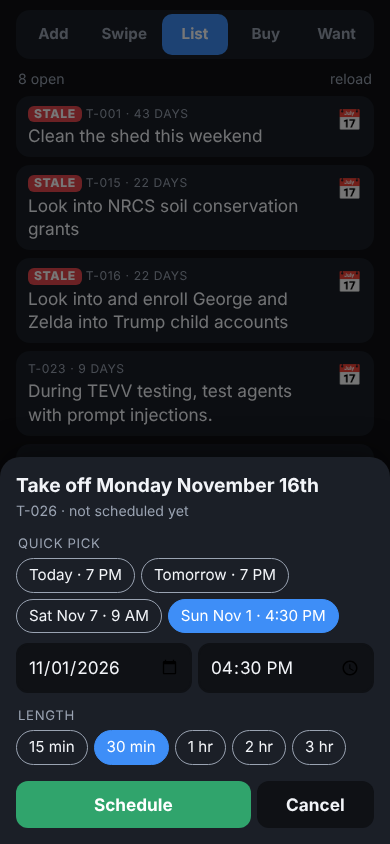 Add Swipe List Buy Want
8 open reload
STALE T-001 · 43 DAYS
Clean the shed this weekend
STALE T-015 · 22 DAYS
Look into NRCS soil conservation
grants
STALE T-016 · 22 DAYS
Look into and enroll George and
Zelda into Trump child accounts
T-023 · 9 DAYS
During TEVV testing, test agents
with prompt injections.
Take off Monday November 16th
T-026 · not scheduled yet
QUICK PICK
Today · 7 PM Tomorrow · 7 PM
Sat Nov 7 · 9 AM Sun Nov 1 · 4:30 PM
11/01/2026 04:30 PM
LENGTH
15 min 30 min 1 hr 2 hr 3 hr
Schedule Cancel